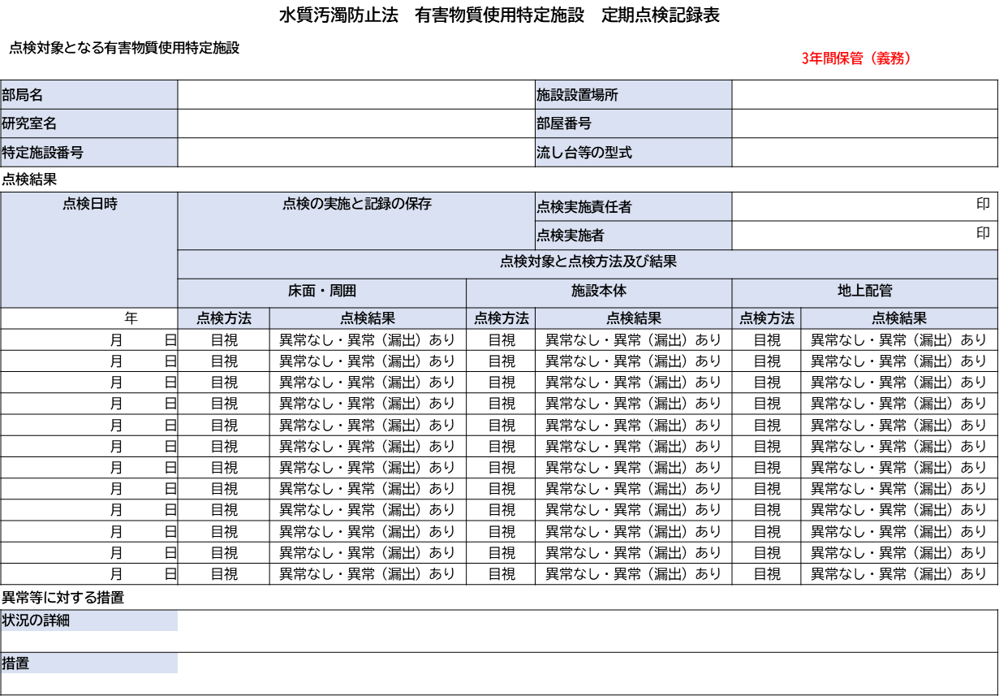 水質汚濁防止法　有害物質使用特定施設　定期点検記録表
点検対象となる有害物質使用特定施設
3年間保管（義務）
部局名 施設設置場所
研究室名 部屋番号
特定施設番号 流し台等の型式
点検結果
点検日時 点検の実施と記録の保存 点検実施責任者 印
点検実施者 印
点検対象と点検方法及び結果
床面・周囲 施設本体 地上配管
年 点検方法 点検結果 点検方法 点検結果 点検方法 点検結果
月 日 目視 異常なし・異常（漏出）あり 目視 異常なし・異常（漏出）あり 目視 異常なし・異常（漏出）あり
月 日 目視 異常なし・異常（漏出）あり 目視 異常なし・異常（漏出）あり 目視 異常なし・異常（漏出）あり
月 日 目視 異常なし・異常（漏出）あり 目視 異常なし・異常（漏出）あり 目視 異常なし・異常（漏出）あり
月 日 目視 異常なし・異常（漏出）あり 目視 異常なし・異常（漏出）あり 目視 異常なし・異常（漏出）あり
月 日 目視 異常なし・異常（漏出）あり 目視 異常なし・異常（漏出）あり 目視 異常なし・異常（漏出）あり
月 日 目視 異常なし・異常（漏出）あり 目視 異常なし・異常（漏出）あり 目視 異常なし・異常（漏出）あり
月 日 目視 異常なし・異常（漏出）あり 目視 異常なし・異常（漏出）あり 目視 異常なし・異常（漏出）あり
月 日 目視 異常なし・異常（漏出）あり 目視 異常なし・異常（漏出）あり 目視 異常なし・異常（漏出）あり
月 日 目視 異常なし・異常（漏出）あり 目視 異常なし・異常（漏出）あり 目視 異常なし・異常（漏出）あり
月 日 目視 異常なし・異常（漏出）あり 目視 異常なし・異常（漏出）あり 目視 異常なし・異常（漏出）あり
月 日 目視 異常なし・異常（漏出）あり 目視 異常なし・異常（漏出）あり 目視 異常なし・異常（漏出）あり
月 日 目視 異常なし・異常（漏出）あり 目視 異常なし・異常（漏出）あり 目視 異常なし・異常（漏出）あり
異常等に対する措置
状況の詳細
措置